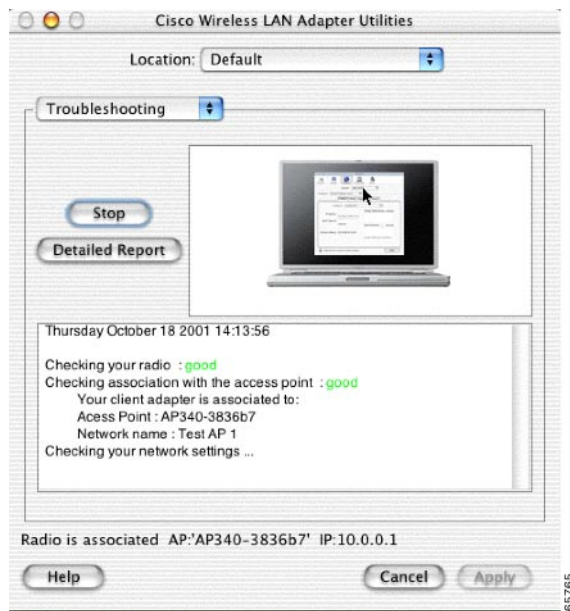 Cisco Wireless LAN Adapter Utilities
Location: Default
Troubleshooting
Stop
Detailed Report
Thursday October 18 2001 14:13:56
Checking your radio : good
Checking association with the access point : good
Your client adapter is associated to:
Acess Point : AP340-3836b7
Network name : Test AP 1
Checking your network settings ...
Radio is associated AP:'AP340-3836b7' IP:10.0.0.1
Help
Cancel
Apply
65765